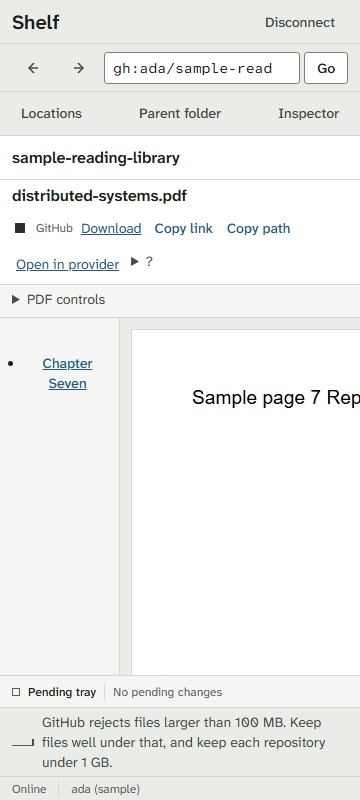 Shelf Disconnect
gh:ada/sample-read Go
Locations Parent folder Inspector
sample-reading-library
distributed-systems.pdf
GitHub Download Copy link Copy path
Open in provider ?
PDF controls
Chapter
Seven
Sample page 7 Rep
Pending tray No pending changes
GitHub rejects files larger than 100 MB. Keep
files well under that, and keep each repository
under 1 GB.
Online ada (sample)